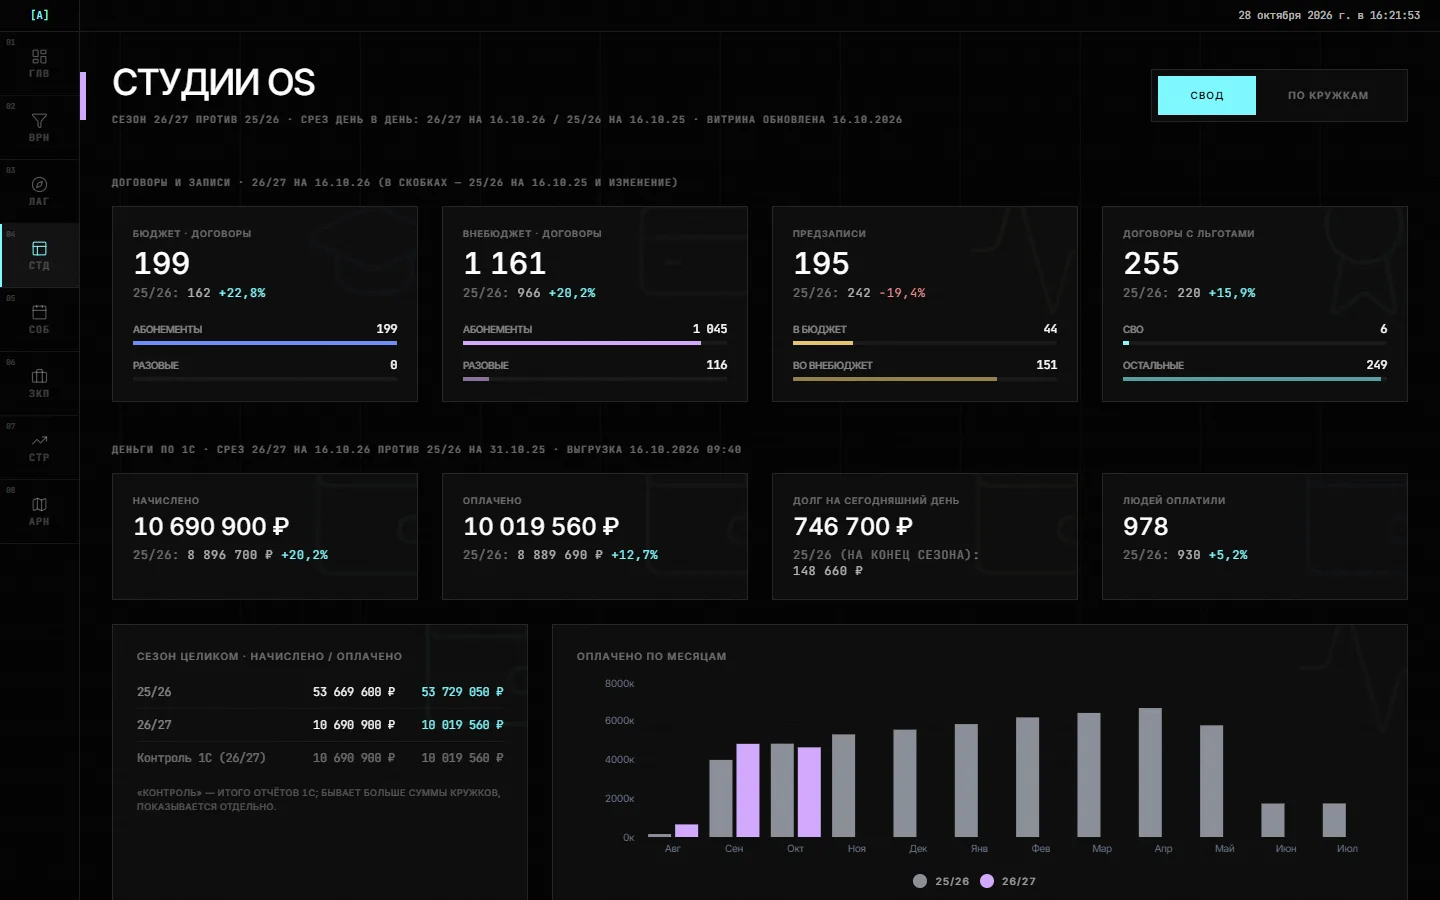 [A]
28 октября 2026 г. в 16:21:53
01
ГЛВ
02
ВРН
03
ЛАГ
04
СТД
05
СОБ
06
ЗКП
07
СТР
08
АРН
СТУДИИ OS
СЕЗОН 26/27 ПРОТИВ 25/26 · СРЕЗ ДЕНЬ В ДЕНЬ: 26/27 НА 16.10.26 / 25/26 НА 16.10.25 · ВИТРИНА ОБНОВЛЕНА 16.10.2026
СВОД
ПО КРУЖКАМ
ДОГОВОРЫ И ЗАПИСИ · 26/27 НА 16.10.26 (В СКОБКАХ — 25/26 НА 16.10.25 И ИЗМЕНЕНИЕ)
БЮДЖЕТ · ДОГОВОРЫ
199
25/26: 162 +22,8%
АБОНЕМЕНТЫ 199
РАЗОВЫЕ 0
ВНЕБЮДЖЕТ · ДОГОВОРЫ
1 161
25/26: 966 +20,2%
АБОНЕМЕНТЫ 1 045
РАЗОВЫЕ 116
ПРЕДЗАПИСИ
195
25/26: 242 -19,4%
В БЮДЖЕТ 44
ВО ВНЕБЮДЖЕТ 151
ДОГОВОРЫ С ЛЬГОТАМИ
255
25/26: 220 +15,9%
СВО 6
ОСТАЛЬНЫЕ 249
ДЕНЬГИ ПО 1С · СРЕЗ 26/27 НА 16.10.26 ПРОТИВ 25/26 НА 31.10.25 · ВЫГРУЗКА 16.10.2026 09:40
НАЧИСЛЕНО
10 690 900 ₽
25/26: 8 896 700 ₽ +20,2%
ОПЛАЧЕНО
10 019 560 ₽
25/26: 8 889 690 ₽ +12,7%
ДОЛГ НА СЕГОДНЯШНИЙ ДЕНЬ
746 700 ₽
25/26 (НА КОНЕЦ СЕЗОНА):
148 660 ₽
ЛЮДЕЙ ОПЛАТИЛИ
978
25/26: 930 +5,2%
СЕЗОН ЦЕЛИКОМ · НАЧИСЛЕНО / ОПЛАЧЕНО
25/26 53 669 600 ₽ 53 729 050 ₽
26/27 10 690 900 ₽ 10 019 560 ₽
Контроль 1С (26/27) 10 690 900 ₽ 10 019 560 ₽
«КОНТРОЛЬ» — ИТОГО ОТЧЁТОВ 1С; БЫВАЕТ БОЛЬШЕ СУММЫ КРУЖКОВ,
ПОКАЗЫВАЕТСЯ ОТДЕЛЬНО.
ОПЛАЧЕНО ПО МЕСЯЦАМ
8000к
6000к
4000к
2000к
0к
Авг Сен Окт Ноя Дек Янв Фев Мар Апр Май Июн Июл
25/26 26/27